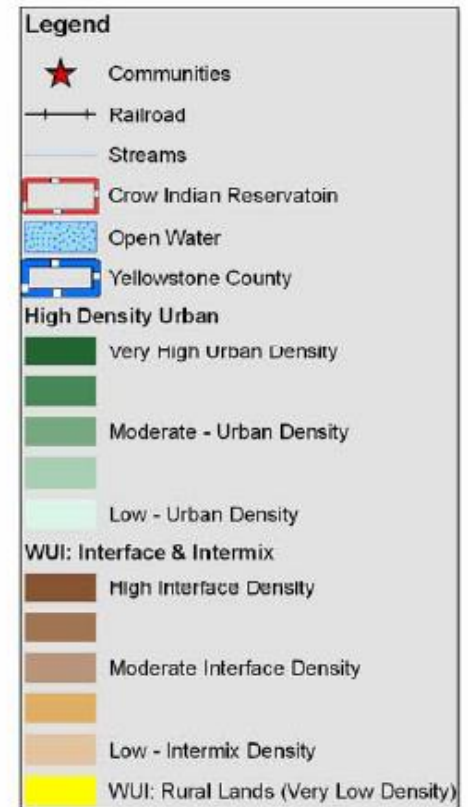 Legend
Communities
Railroad
Streams
Crow Indian Reservatoin
Open Water
Yellowstone County
High Density Urban
Very High Urban Density
Moderate - Urban Density
Low - Urban Density
WUI: Interface & Intermix
High Interface Density
Moderate Interface Density
Low - Intermix Density
WUI: Rural Lands (Very Low Density)